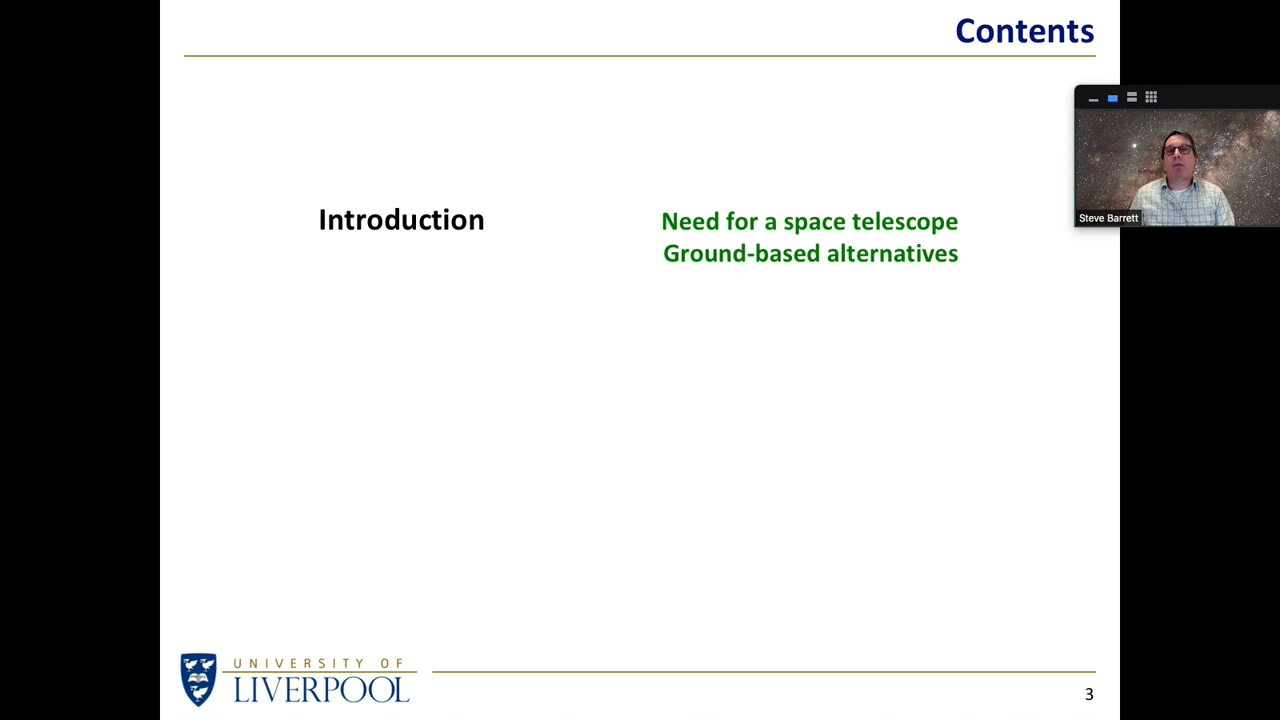 Contents
Introduction
Need for a space telescope
Ground-based alternatives
Steve Barrett
UNIVERSITY OF
LIVERPOOL
3